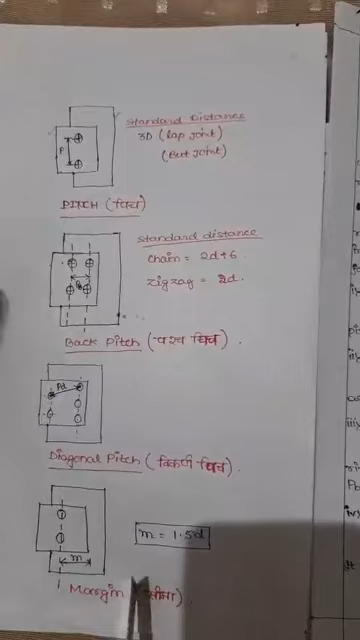 Standard Distance
3D (Lap Joint)
(But Joint)
P
PITCH (पिच)
Standard distance
Chain = 2d+6
zigzag = 2d.
Back Pitch (पश्च पिच).
Pd
Diagonal Pitch (विकर्ण पिच).
m
m = 1.5d
Margin